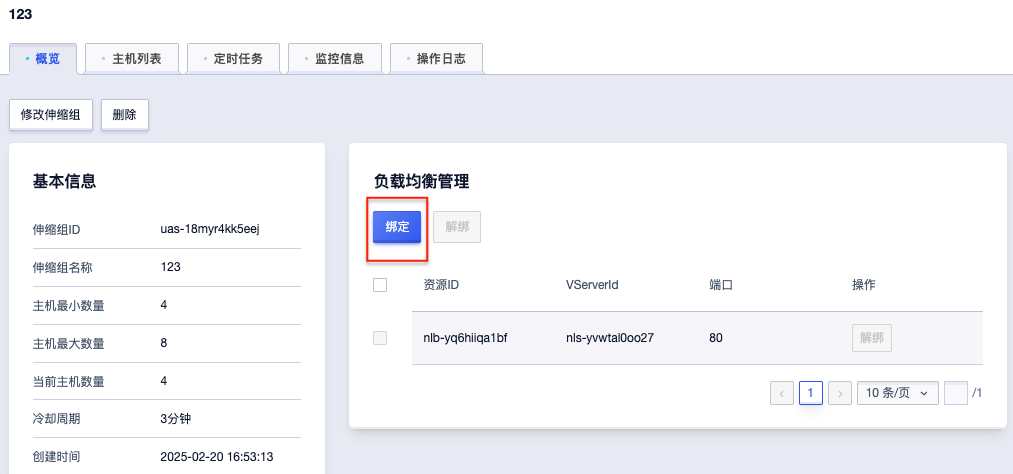 123
概览 主机列表 定时任务 监控信息 操作日志
修改伸缩组 删除
基本信息
伸缩组ID uas-18myr4kk5eej
伸缩组名称 123
主机最小数量 4
主机最大数量 8
当前主机数量 4
冷却周期 3分钟
创建时间 2025-02-20 16:53:13
负载均衡管理
绑定 解绑
资源ID VServerId 端口 操作
nlb-yq6hiiqa1bf nls-yvwtal0oo27 80 解绑
1 10 条/页 /1